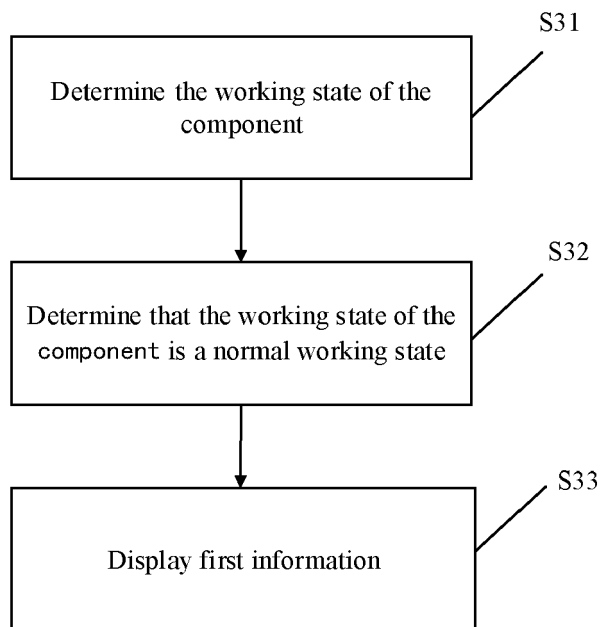 S31
Determine the working state of the
component
S32
Determine that the working state of the
component is a normal working state
S33
Display first information